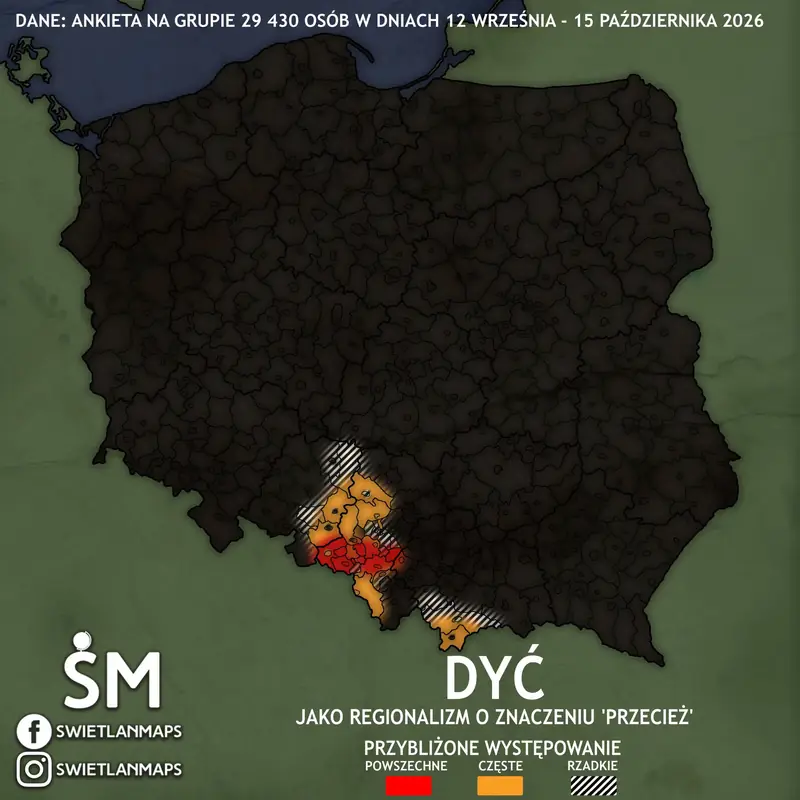 DANE: ANKIETA NA GRUPIE 29 430 OSÓB W DNIACH 12 WRZEŚNIA - 15 PAŹDZIERNIKA 2026
ŚM
SWIETLANMAPS
SWIETLANMAPS
DYĆ
JAKO REGIONALIZM O ZNACZENIU 'PRZECIEŻ'
PRZYBLIŻONE WYSTĘPOWANIE
POWSZECHNE CZĘSTE RZADKIE